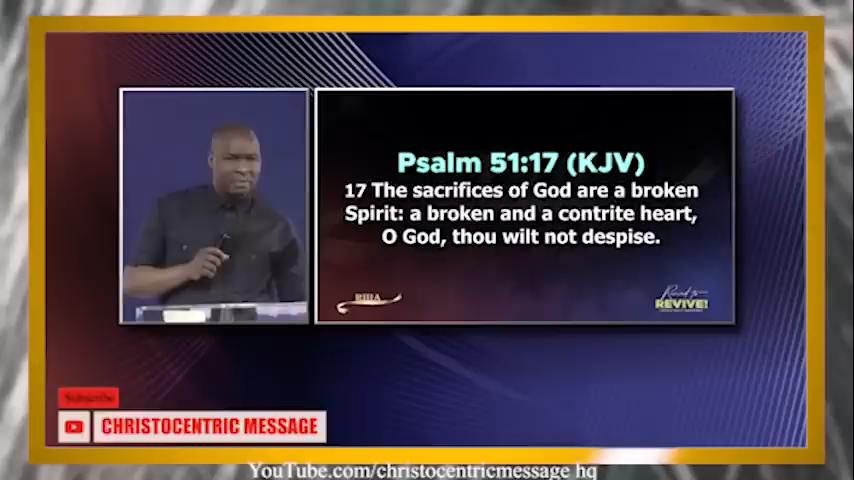 Psalm 51:17 (KJV)
17 The sacrifices of God are a broken
Spirit: a broken and a contrite heart,
O God, thou wilt not despise.
REVIVE!
Subscribe
CHRISTOCENTRIC MESSAGE
YouTube.com/christocentricmessage hq